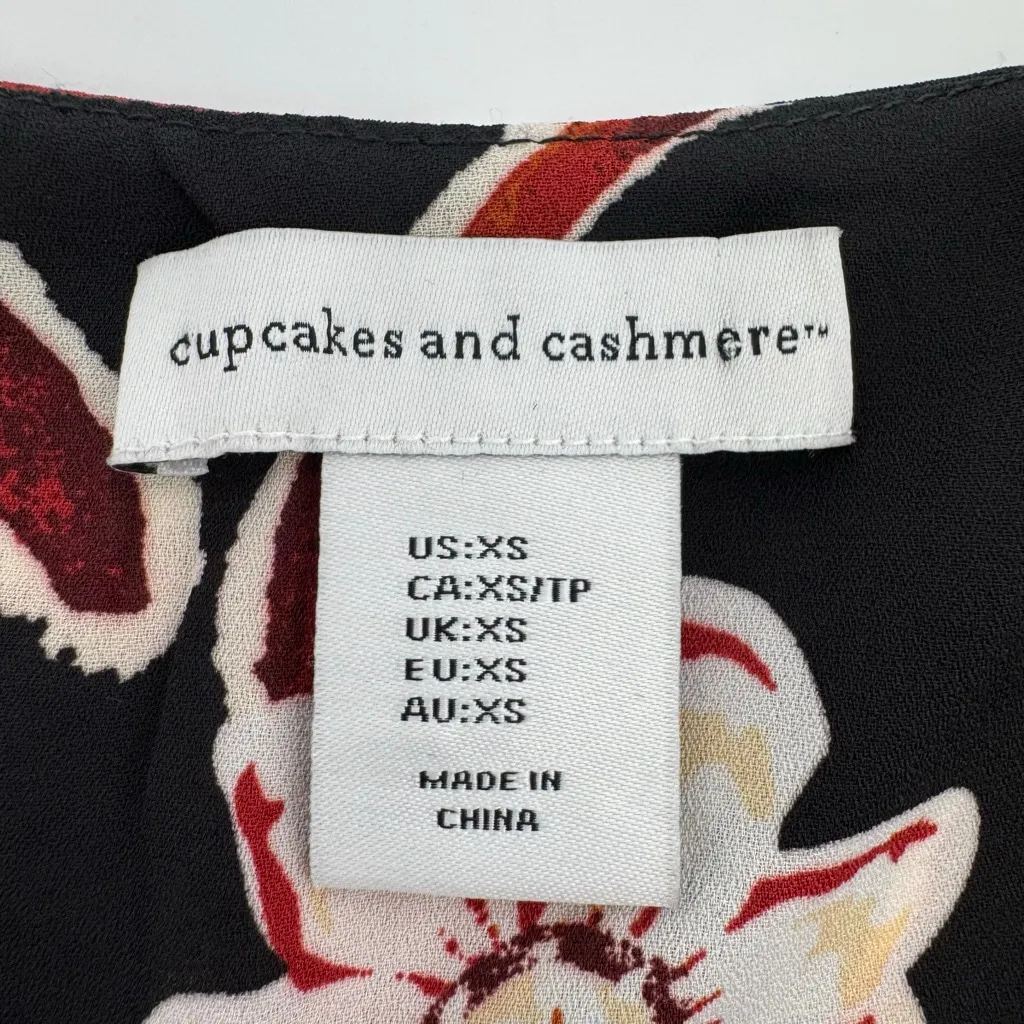 cupcakes and cashmere™
US:XS
CA:XS/TP
UK:XS
EU:XS
AU:XS
MADE IN
CHINA